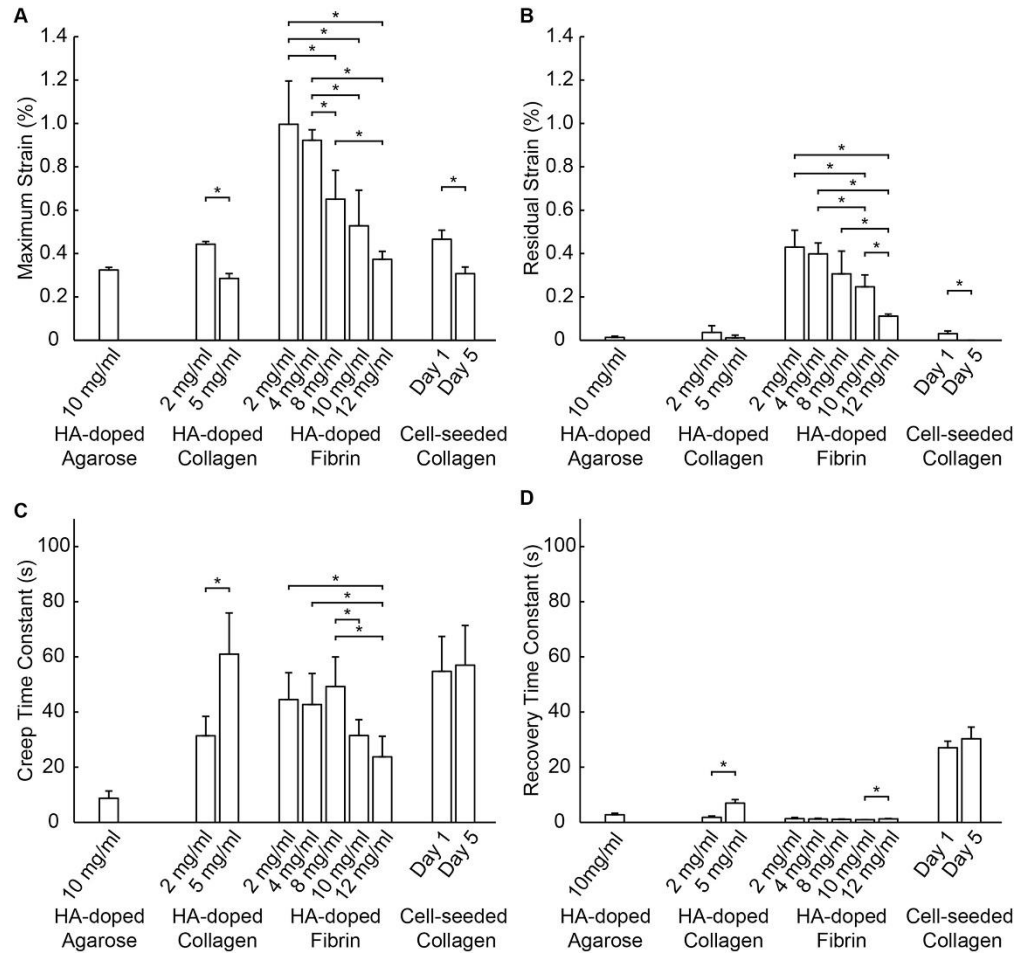 A
Maximum Strain (%)
1.4
1.2
1.0
0.8
0.6
0.4
0.2
0
* * * * * * * * *
10 mg/ml
2 mg/ml
5 mg/ml
2 mg/ml
4 mg/ml
8 mg/ml
10 mg/ml
12 mg/ml
Day 1
Day 5
HA-doped
Agarose
HA-doped
Collagen
HA-doped
Fibrin
Cell-seeded
Collagen
B
Residual Strain (%)
1.4
1.2
1.0
0.8
0.6
0.4
0.2
0
* * * * * * *
10 mg/ml
2 mg/ml
5 mg/ml
2 mg/ml
4 mg/ml
8 mg/ml
10 mg/ml
12 mg/ml
Day 1
Day 5
HA-doped
Agarose
HA-doped
Collagen
HA-doped
Fibrin
Cell-seeded
Collagen
C
Creep Time Constant (s)
100
80
60
40
20
0
* * * * *
10 mg/ml
2 mg/ml
5 mg/ml
2 mg/ml
4 mg/ml
8 mg/ml
10 mg/ml
12 mg/ml
Day 1
Day 5
HA-doped
Agarose
HA-doped
Collagen
HA-doped
Fibrin
Cell-seeded
Collagen
D
Recovery Time Constant (s)
100
80
60
40
20
0
* *
10mg/ml
2 mg/ml
5 mg/ml
2 mg/ml
4 mg/ml
8 mg/ml
10 mg/ml
12 mg/ml
Day 1
Day 5
HA-doped
Agarose
HA-doped
Collagen
HA-doped
Fibrin
Cell-seeded
Collagen